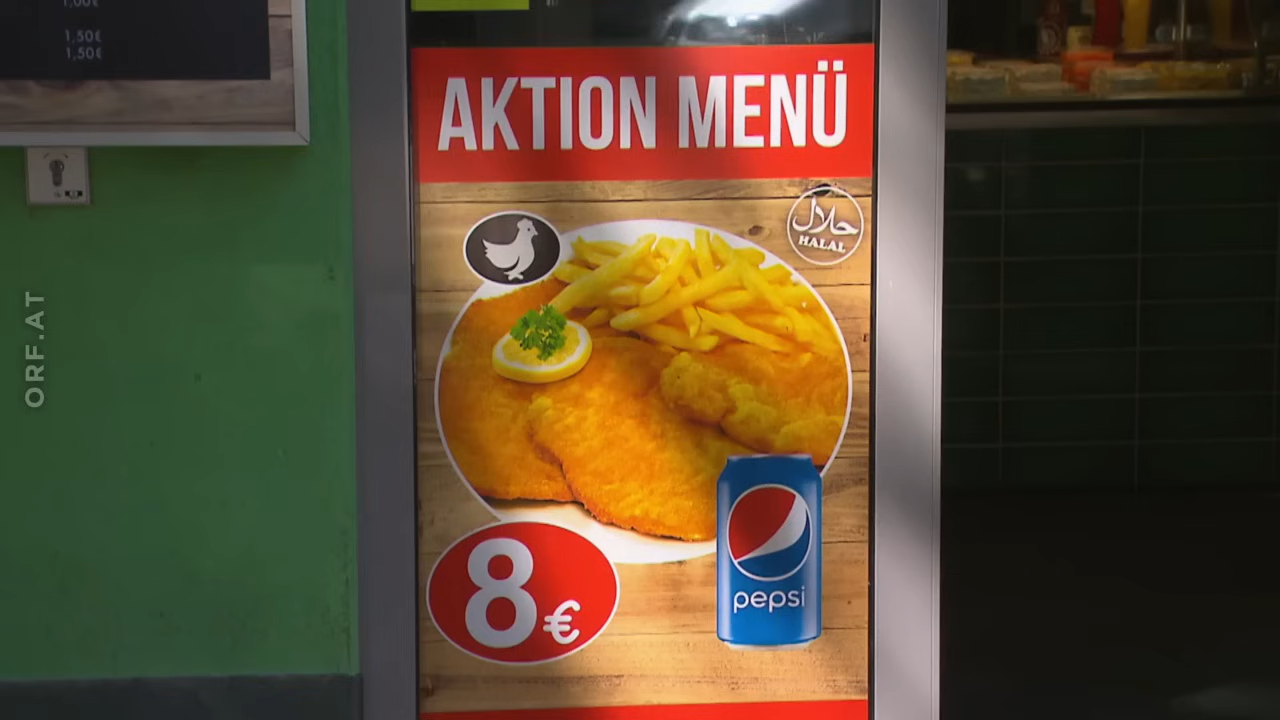 1,50€
1,50€
AKTION MENÜ
حلال
HALAL
8€
pepsi
ORF.AT